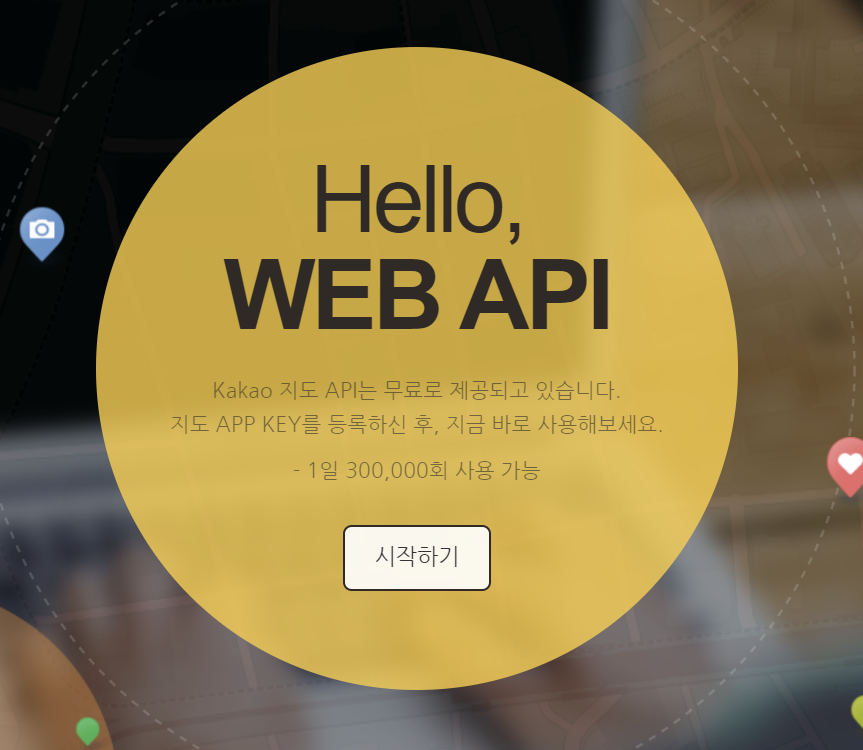 Hello,
WEB API
Kakao 지도 API는 무료로 제공되고 있습니다.
지도 APP KEY를 등록하신 후, 지금 바로 사용해보세요.
- 1일 300,000회 사용 가능
시작하기